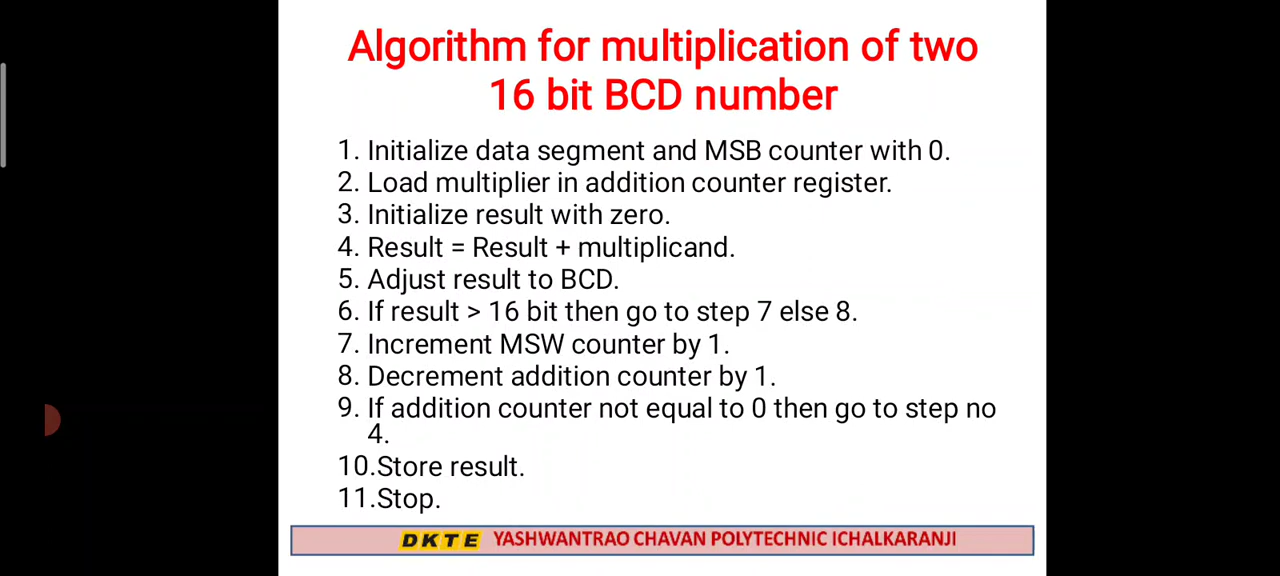 Algorithm for multiplication of two
16 bit BCD number
1. Initialize data segment and MSB counter with 0.
2. Load multiplier in addition counter register.
3. Initialize result with zero.
4. Result = Result + multiplicand.
5. Adjust result to BCD.
6. If result > 16 bit then go to step 7 else 8.
7. Increment MSW counter by 1.
8. Decrement addition counter by 1.
9. If addition counter not equal to 0 then go to step no
4.
10.Store result.
11.Stop.
DKTE YASHWANTRAO CHAVAN POLYTECHNIC ICHALKARANJI